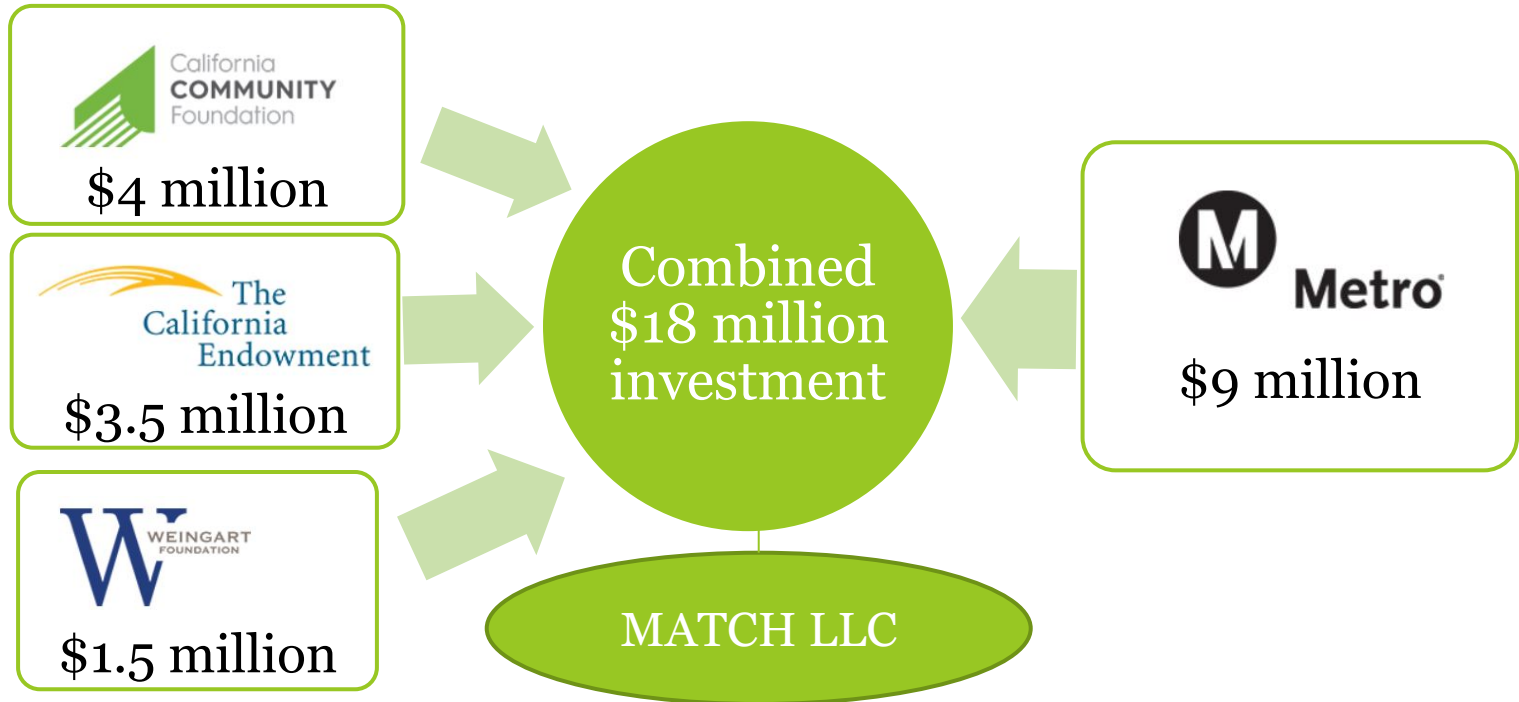 California
COMMUNITY
Foundation
$4 million
The
California
Endowment
$3.5 million
W
WEINGART
FOUNDATION
$1.5 million
Combined
$18 million
investment
MATCH LLC
M
Metro
$9 million